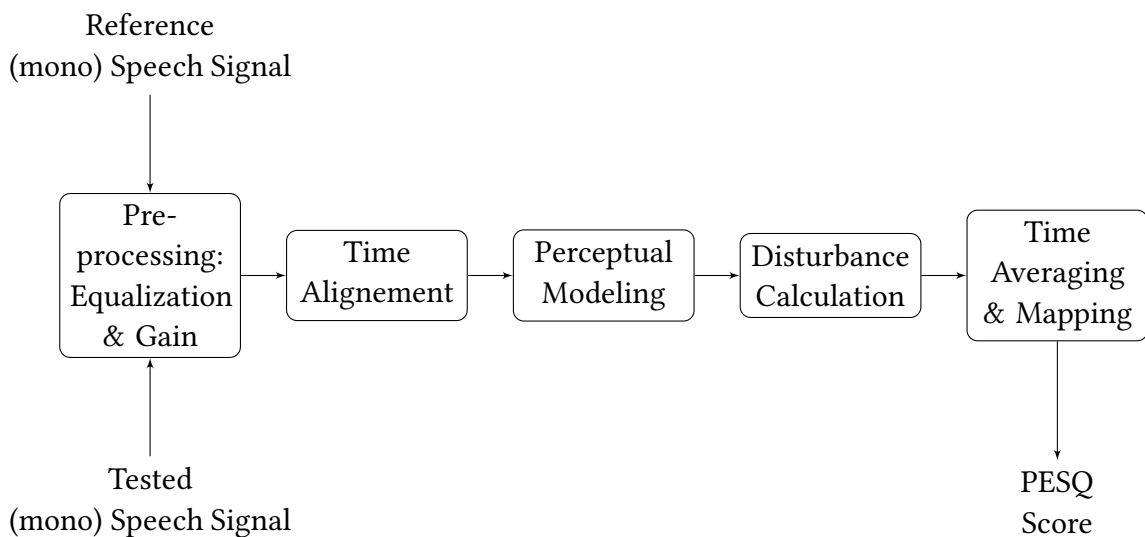 Reference
(mono) Speech Signal
Pre-
processing:
Equalization
& Gain
Time
Alignement
Perceptual
Modeling
Disturbance
Calculation
Time
Averaging
& Mapping
Tested
(mono) Speech Signal
PESQ
Score